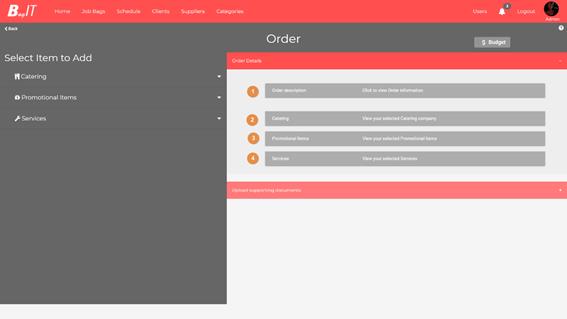 BagIT Home Job Bags Schedule Clients Suppliers Categories Users 3 Logout Admin
Back
Order
$ Budget
Select Item to Add
Catering
Promotional Items
Services
Order Details
1 Order description Click to view Order information
2 Catering View your selected Catering company
3 Promotional Items View your selected Promotional Items
4 Services View your selected Services
Upload supporting documents